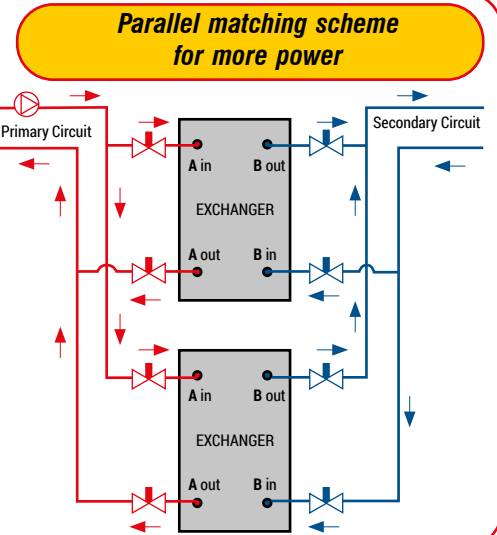 Parallel matching scheme
for more power
Primary Circuit
Secondary Circuit
A in
B out
EXCHANGER
A out
B in
A in
B out
EXCHANGER
A out
B in